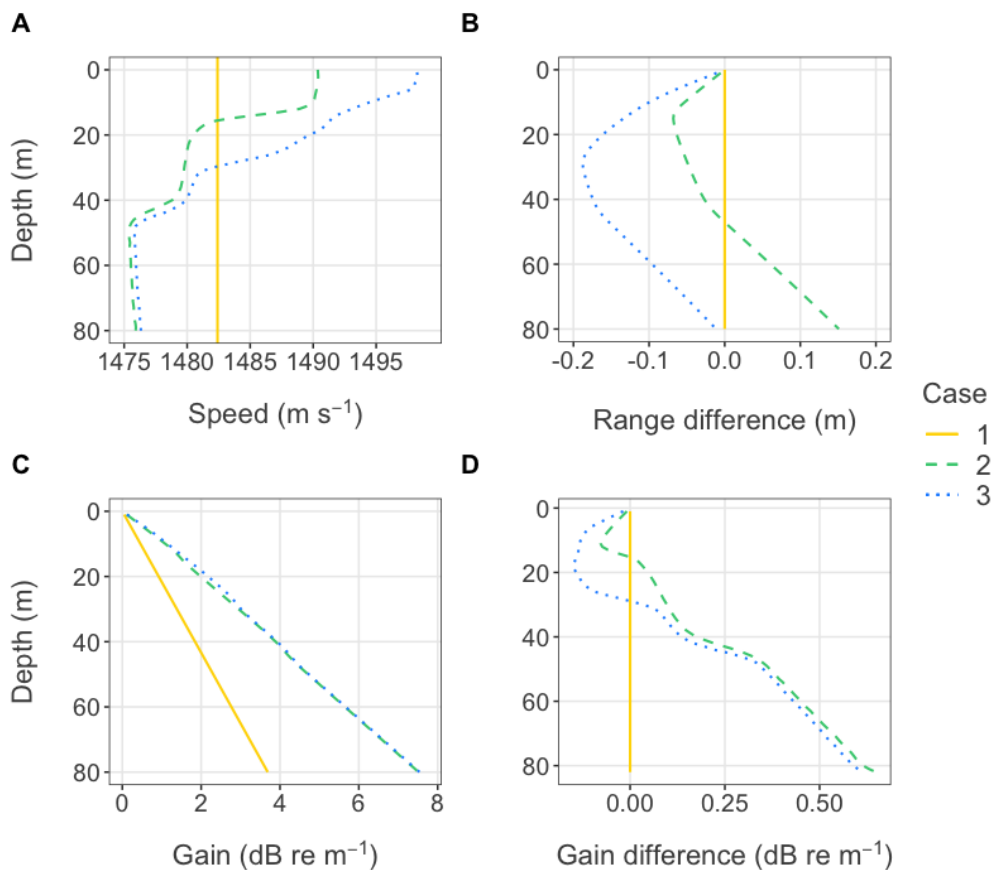 A
0
20
40
60
80
Depth (m)
1475 1480 1485 1490 1495
Speed (m s−1)
B
0
20
40
60
80
-0.2 -0.1 0.0 0.1 0.2
Range difference (m)
Case
1
2
3
C
0
20
40
60
80
Depth (m)
0 2 4 6 8
Gain (dB re m−1)
D
0
20
40
60
80
0.00 0.25 0.50
Gain difference (dB re m−1)